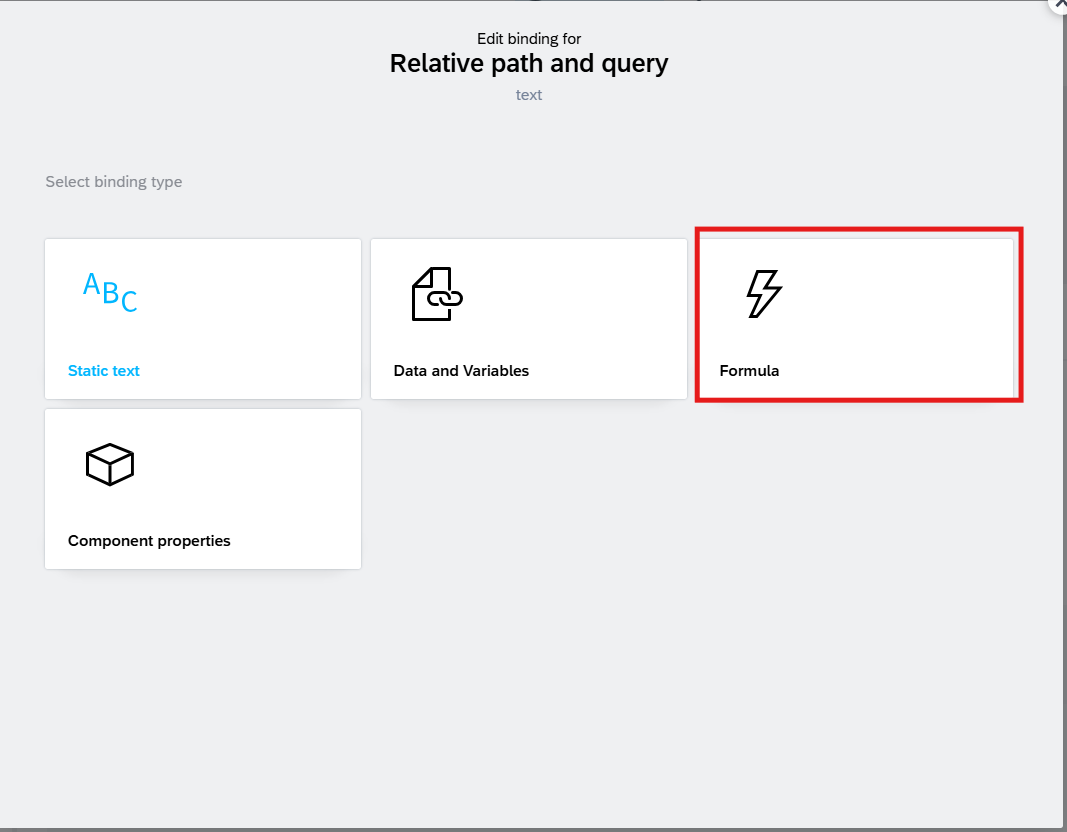 Edit binding for
Relative path and query
text
Select binding type
ABC
Static text
Data and Variables
Formula
Component properties